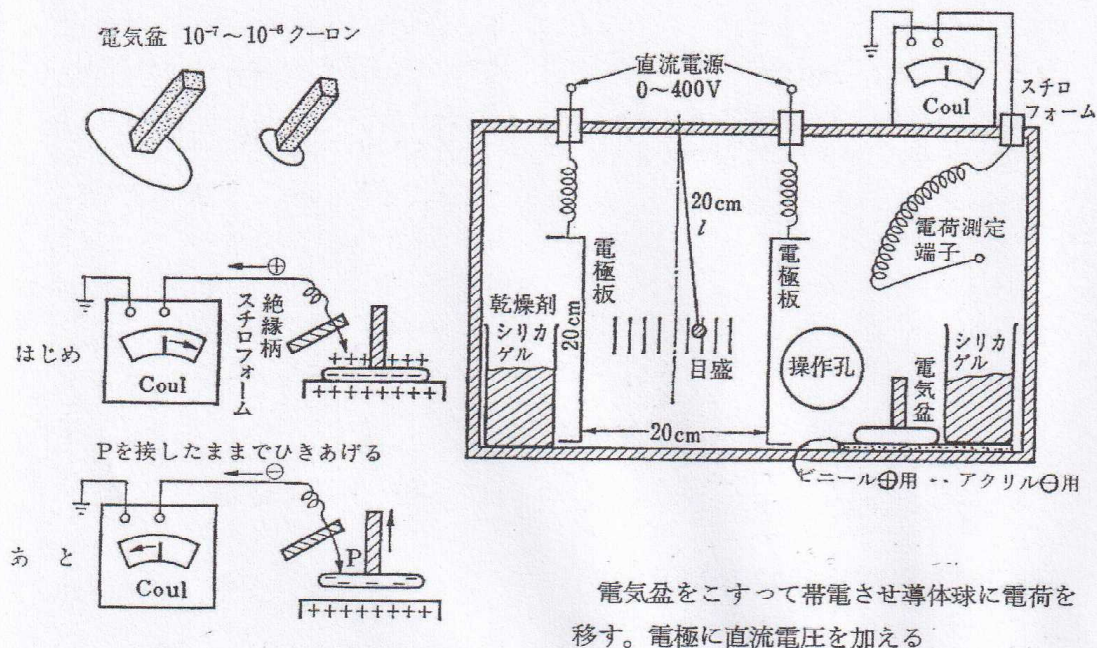 電気盆 10⁻⁷〜10⁻⁸クーロン
直流電源
0〜400V
Coul
スチロ
フォーム
20cm
l
電荷測定
端子
電極板
電極板
乾燥剤
シリカ
ゲル
20cm
目盛
操作孔
電気盆
シリカ
ゲル
20cm
ビニール⊕用 ‥ アクリル⊖用
はじめ
⊕
Coul
絶縁柄
スチロフォーム
+++++++
++++++++
Pを接したままでひきあげる
あと
⊖
Coul
P
++++++++
電気盆をこすって帯電させ導体球に電荷を
移す。電極に直流電圧を加える